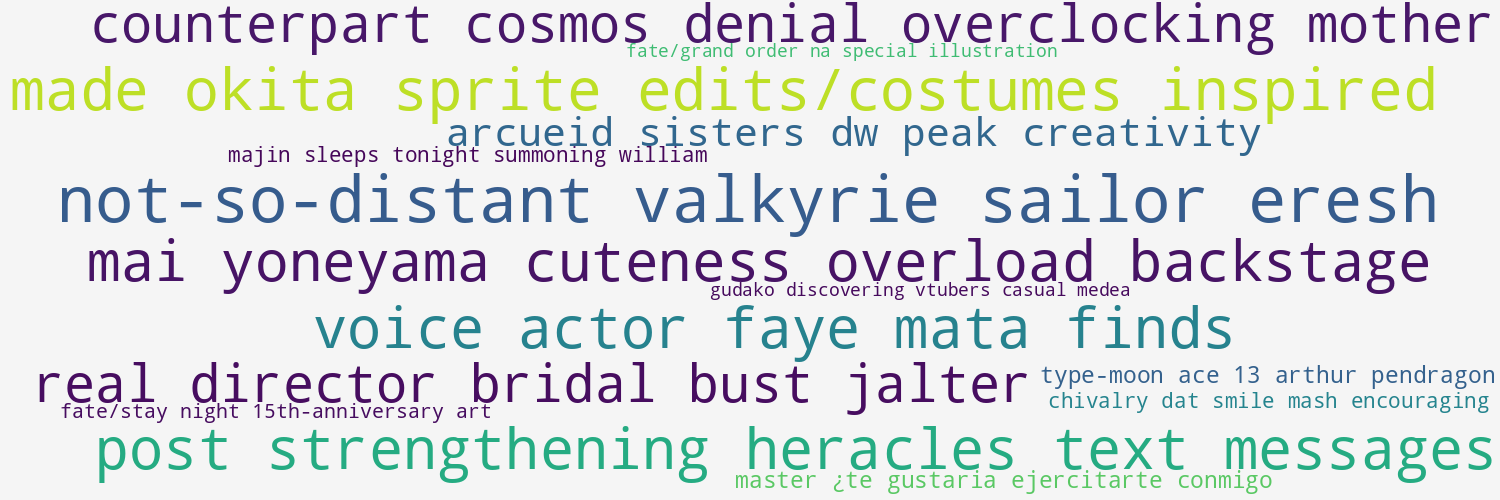 counterpart cosmos denial overclocking mother
fate/grand order na special illustration
made okita sprite edits/costumes inspired
arcueid sisters dw peak creativity
majin sleeps tonight summoning william
not-so-distant valkyrie sailor eresh
mai yoneyama cuteness overload backstage
gudako discovering vtubers casual medea
voice actor faye mata finds
real director bridal bust jalter
type-moon ace 13 arthur pendragon
chivalry dat smile mash encouraging
fate/stay night 15th-anniversary art
post strengthening heracles text messages
master ¿te gustaria ejercitarte conmigo